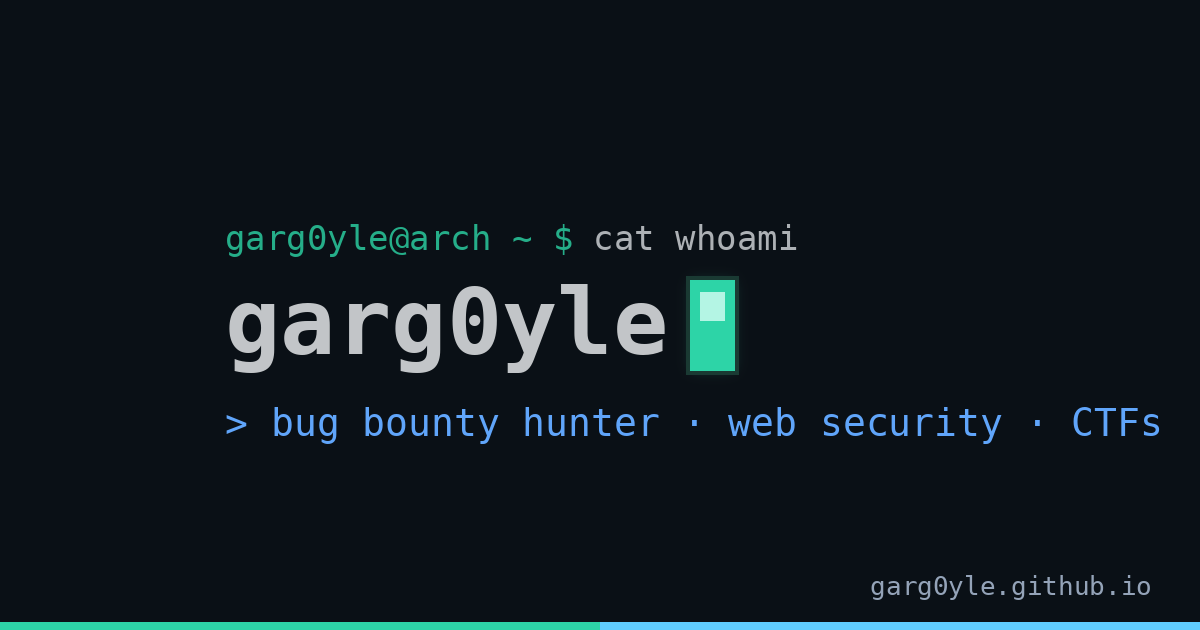 garg0yle@arch ~ $ cat whoami
garg0yle
> bug bounty hunter · web security · CTFs
garg0yle.github.io